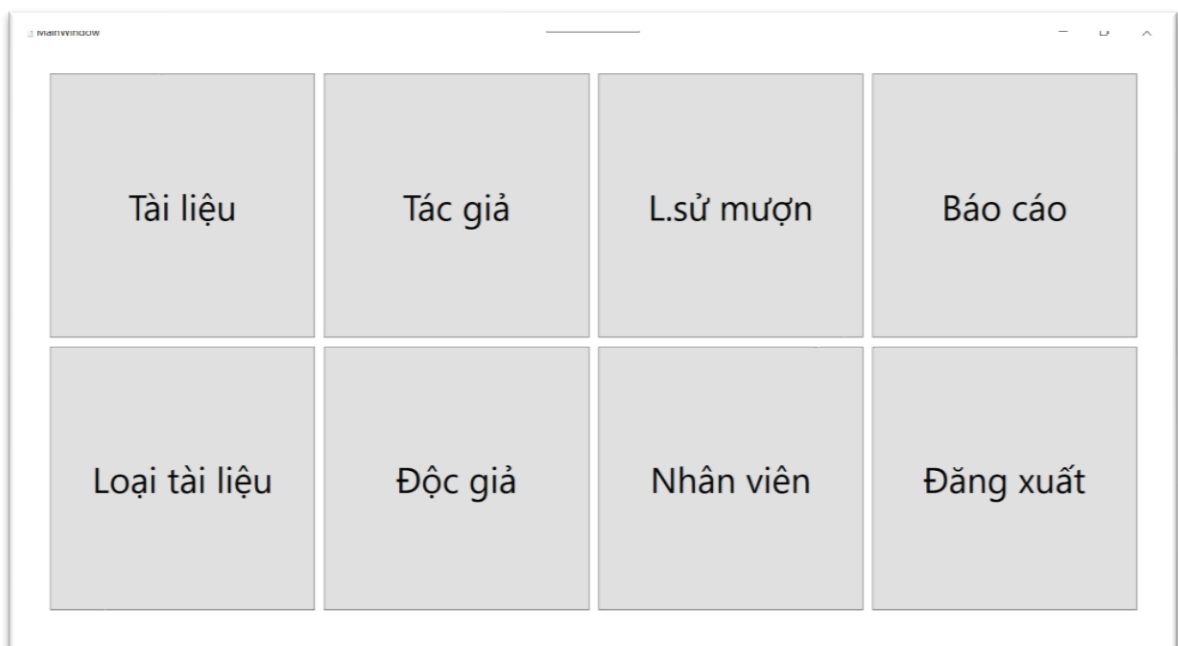 MainWindow
Tài liệu
Tác giả
L.sử mượn
Báo cáo
Loại tài liệu
Độc giả
Nhân viên
Đăng xuất